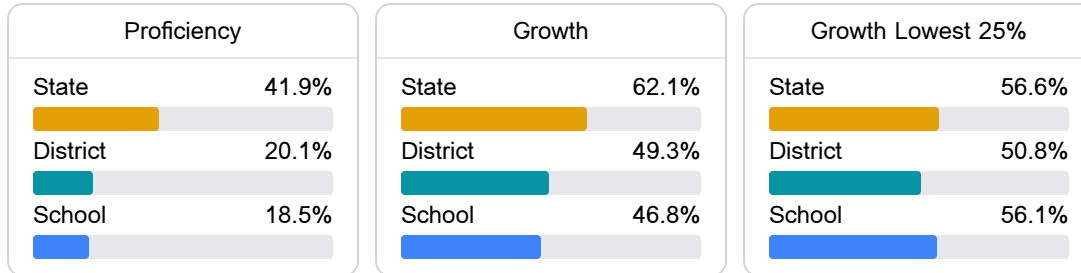 Proficiency
State 41.9%
District 20.1%
School 18.5%
Growth
State 62.1%
District 49.3%
School 46.8%
Growth Lowest 25%
State 56.6%
District 50.8%
School 56.1%